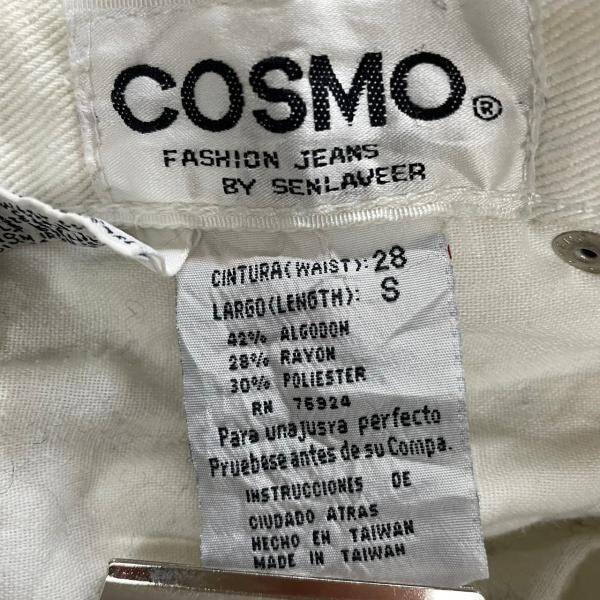 COSMO®
FASHION JEANS
BY SENLAVEER
CINTURA(WAIST): 28
LARGO(LENGTH): S
42% ALGODON
28% RAYON
30% POLIESTER
RN 76924
Para una jusra perfecto
Pruebese antes de su Compa.
INSTRUCCIONES DE
CIUDADO ATRAS
HECHO EN TAIWAN
MADE IN TAIWAN